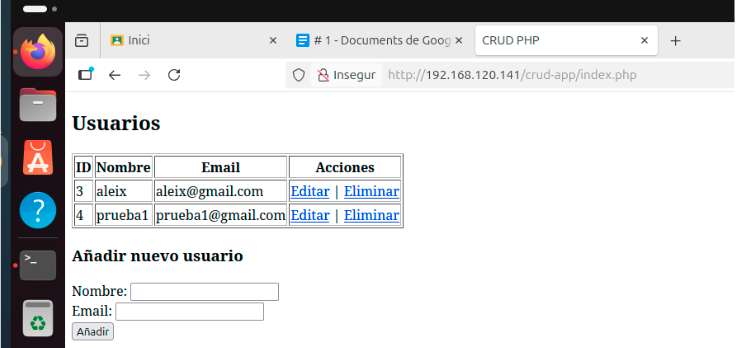 Inici
# 1 - Documents de Goog
CRUD PHP
Insegur http://192.168.120.141/crud-app/index.php
Usuarios
ID Nombre Email Acciones
3 aleix aleix@gmail.com Editar | Eliminar
4 prueba1 prueba1@gmail.com Editar | Eliminar
Añadir nuevo usuario
Nombre:
Email:
Añadir